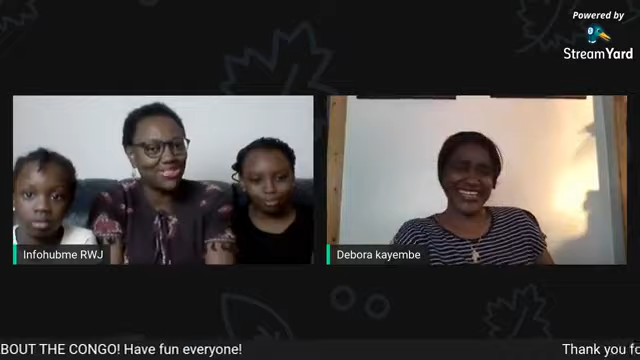 Powered by
StreamYard
Infohubme RWJ
Debora kayembe
BOUT THE CONGO! Have fun everyone!
Thank you fo